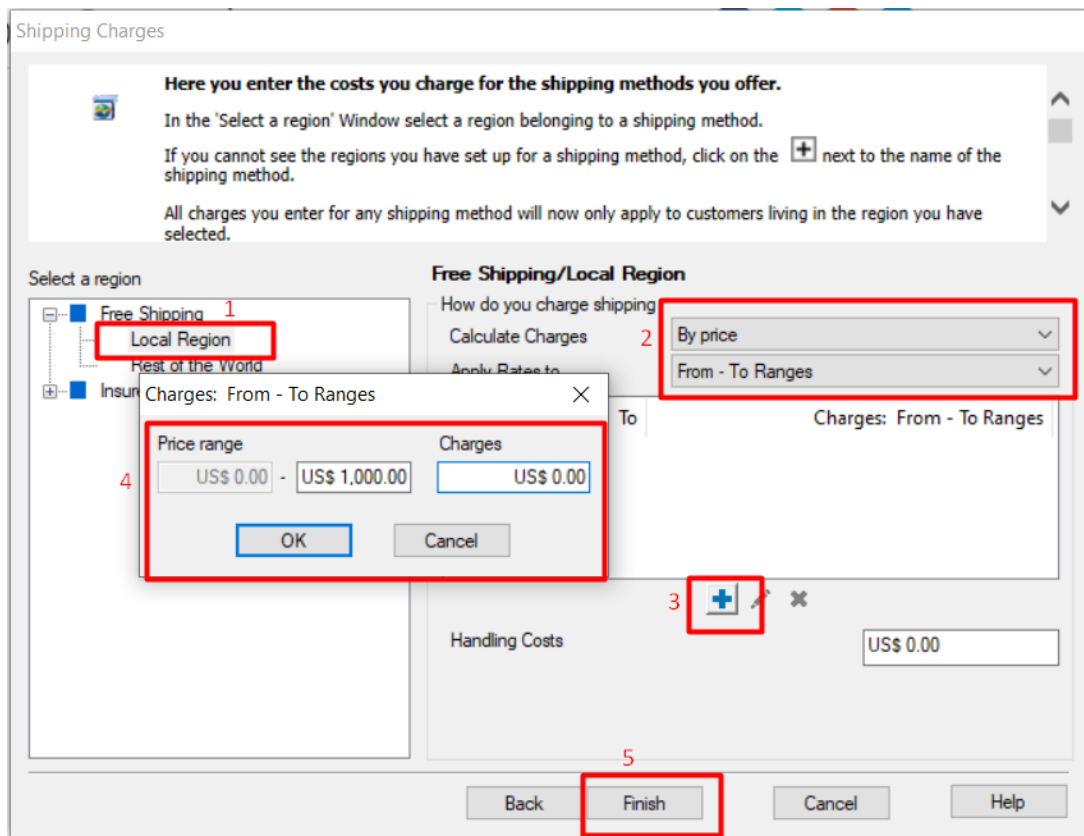 Shipping Charges
Here you enter the costs you charge for the shipping methods you offer.
In the 'Select a region' Window select a region belonging to a shipping method.
If you cannot see the regions you have set up for a shipping method, click on the + next to the name of the
shipping method.
All charges you enter for any shipping method will now only apply to customers living in the region you have
selected.
Select a region
Free Shipping
1
Local Region
Rest of the World
Free Shipping/Local Region
How do you charge shipping
Calculate Charges
2
By price
Apply Rates to
From - To Ranges
To
Charges: From - To Ranges
Charges: From - To Ranges
4
Price range
Charges
US$ 0.00 - US$ 1,000.00
US$ 0.00
OK
Cancel
3
Handling Costs
US$ 0.00
5
Back
Finish
Cancel
Help